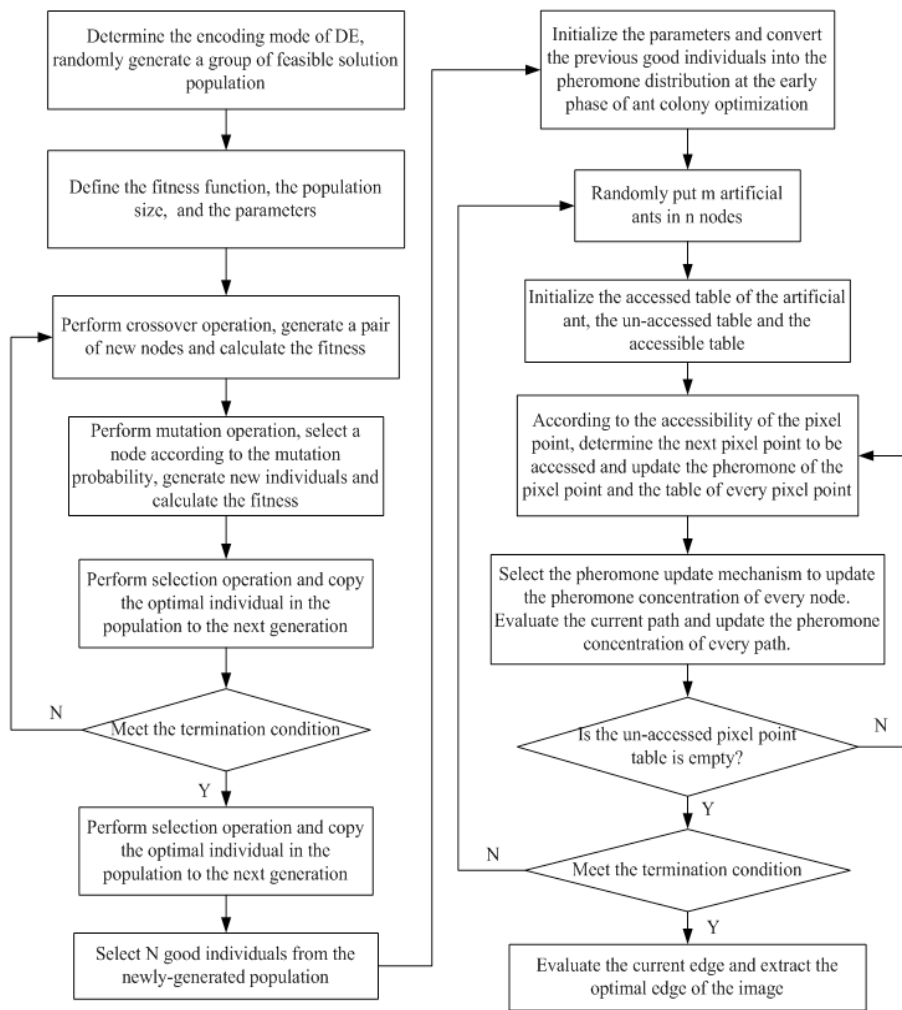 Determine the encoding mode of DE,
randomly generate a group of feasible solution
population
Define the fitness function, the population
size, and the parameters
Perform crossover operation, generate a pair
of new nodes and calculate the fitness
Perform mutation operation, select a
node according to the mutation
probability, generate new individuals and
calculate the fitness
Perform selection operation and copy
the optimal individual in the
population to the next generation
N
Meet the termination condition
Y
Perform selection operation and copy
the optimal individual in the
population to the next generation
Select N good individuals from the
newly-generated population
Initialize the parameters and convert
the previous good individuals into the
pheromone distribution at the early
phase of ant colony optimization
Randomly put m artificial
ants in n nodes
Initialize the accessed table of the artificial
ant, the un-accessed table and the
accessible table
According to the accessibility of the pixel
point, determine the next pixel point to be
accessed and update the pheromone of the
pixel point and the table of every pixel point
Select the pheromone update mechanism to update
the pheromone concentration of every node.
Evaluate the current path and update the pheromone
concentration of every path.
Is the un-accessed pixel point
table is empty?
N
Y
N
Meet the termination condition
Y
Evaluate the current edge and extract the
optimal edge of the image